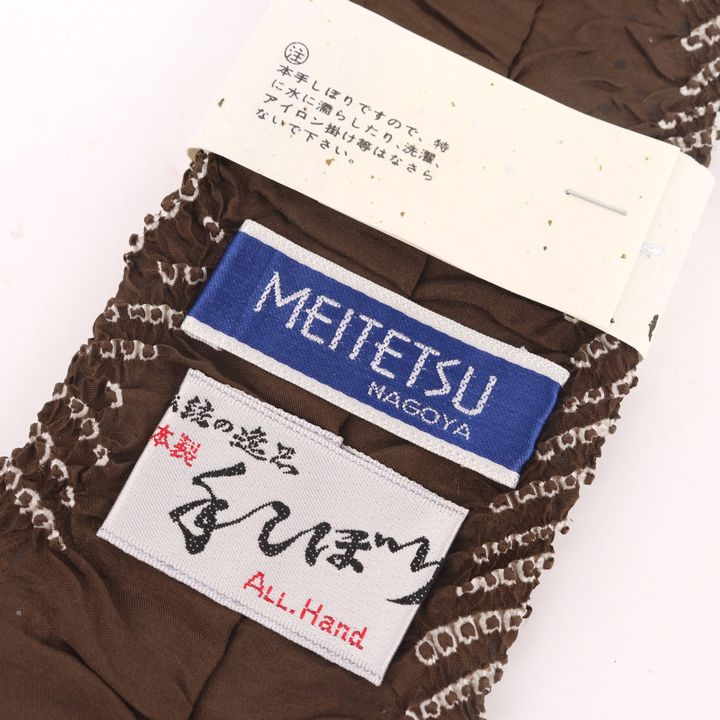 注
本手しぼりですので、特
に水に濡らしたり、洗濯、
アイロン掛け等はなさら
ないで下さい。
MEITETSU
NAGOYA
の逸品
本製
手しぼり
ALL.Hand